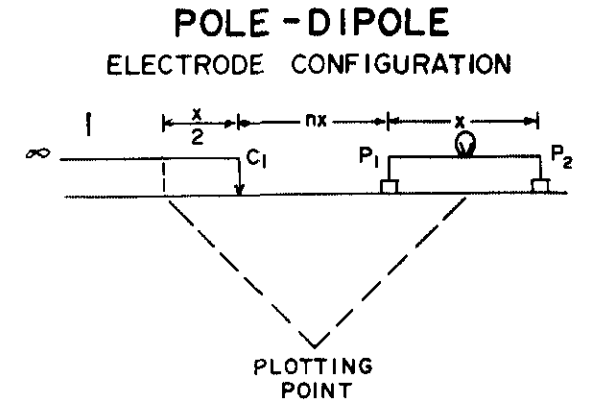 POLE-DIPOLE
ELECTRODE CONFIGURATION
I
x
2
nx
x
∞
C1
P1
P2
PLOTTING
POINT